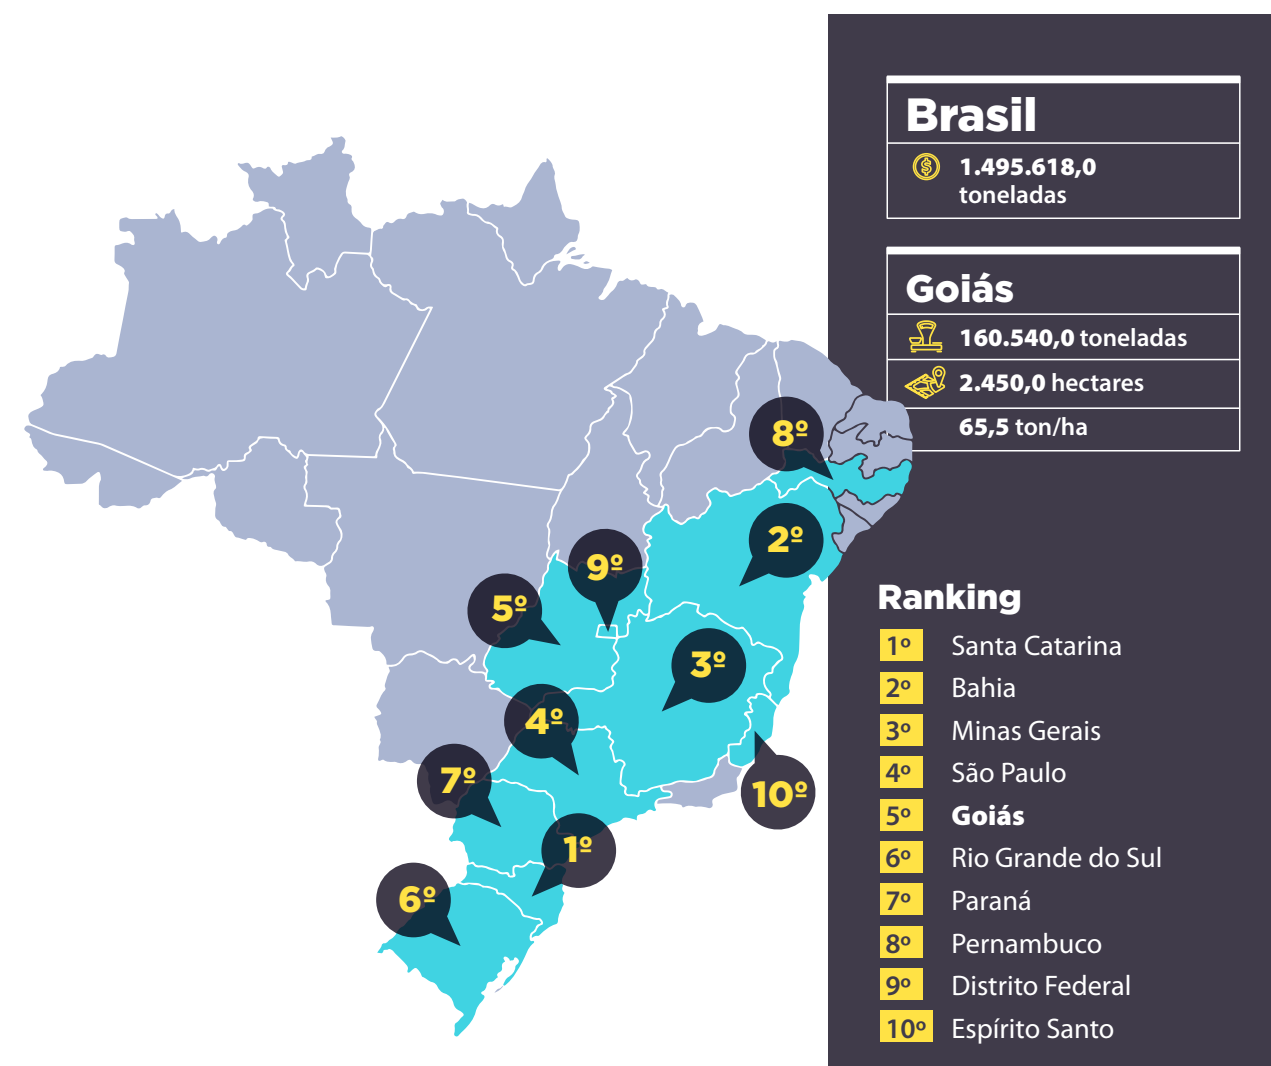 Brasil
1.495.618,0
toneladas
Goiás
160.540,0 toneladas
2.450,0 hectares
65,5 ton/ha
8º
2º
9º
5º
3º
4º
7º
10º
1º
6º
Ranking
1º Santa Catarina
2º Bahia
3º Minas Gerais
4º São Paulo
5º Goiás
6º Rio Grande do Sul
7º Paraná
8º Pernambuco
9º Distrito Federal
10º Espírito Santo